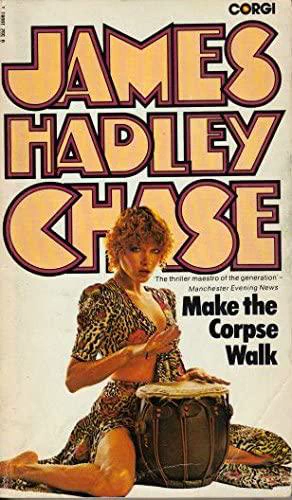 CORGI
JAMES
HADLEY
CHASE
'The thriller maestro of the generation' –
Manchester Evening News
Make the
Corpse
Walk